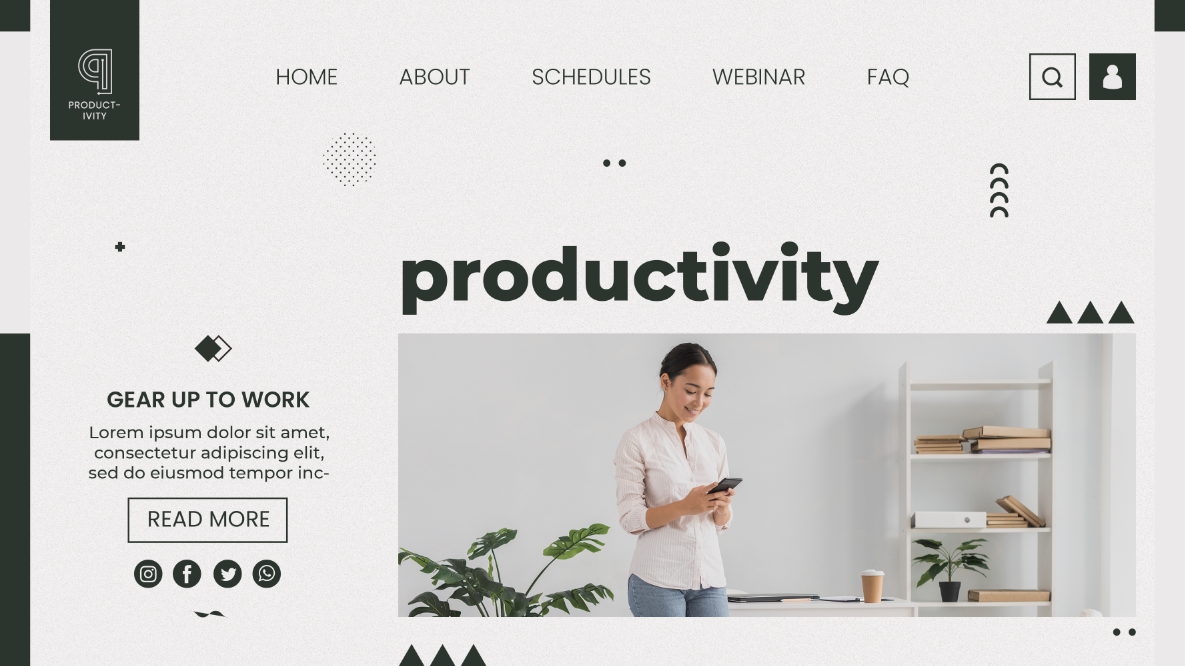 PRODUCT-
IVITY
HOME ABOUT SCHEDULES WEBINAR FAQ
productivity
GEAR UP TO WORK
Lorem ipsum dolor sit amet,
consectetur adipiscing elit,
sed do eiusmod tempor inc-
READ MORE